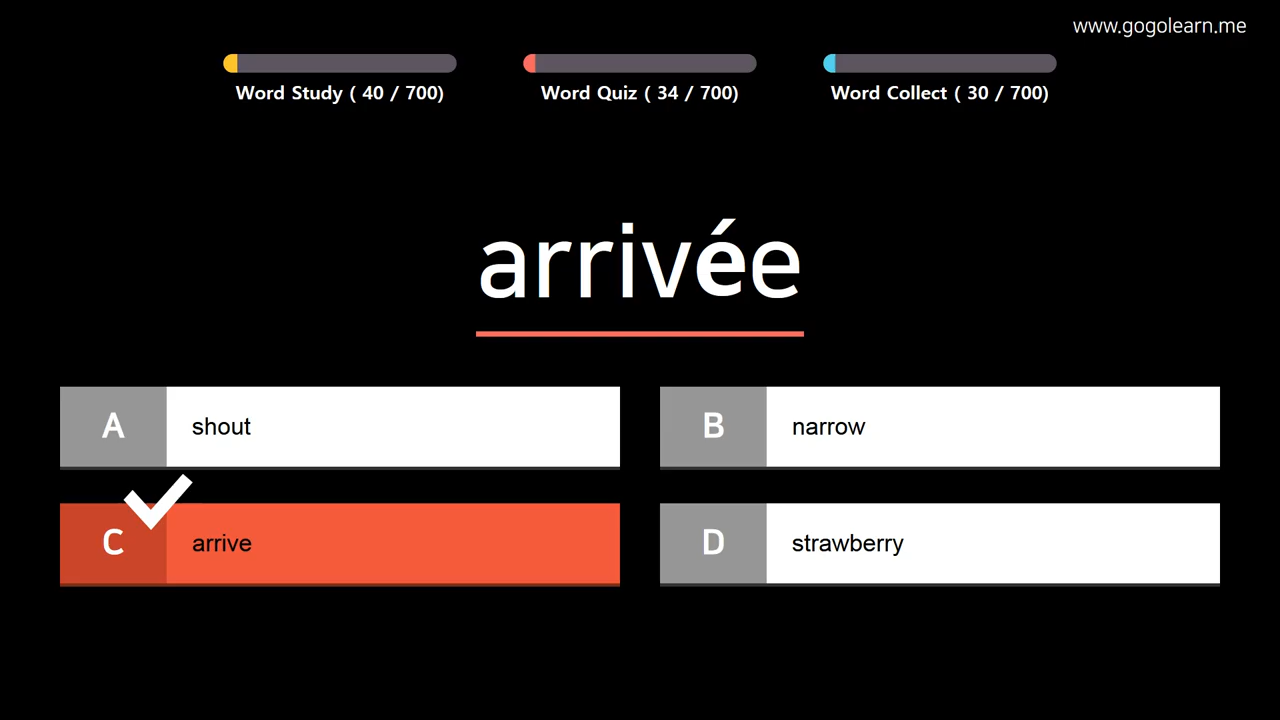 www.gogolearn.me
Word Study ( 40 / 700)
Word Quiz ( 34 / 700)
Word Collect ( 30 / 700)
arrivée
A shout
B narrow
C arrive
D strawberry